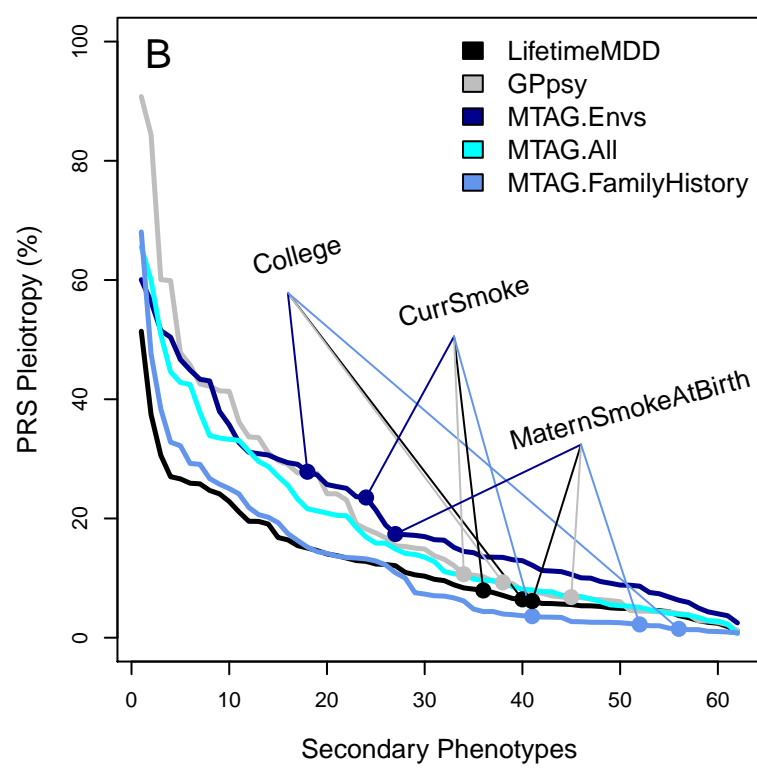 B
LifetimeMDD
GPpsy
MTAG.Envs
MTAG.All
MTAG.FamilyHistory
College
CurrSmoke
MaternSmokeAtBirth
PRS Pleiotropy (%)
100
80
60
40
20
0
0 10 20 30 40 50 60
Secondary Phenotypes